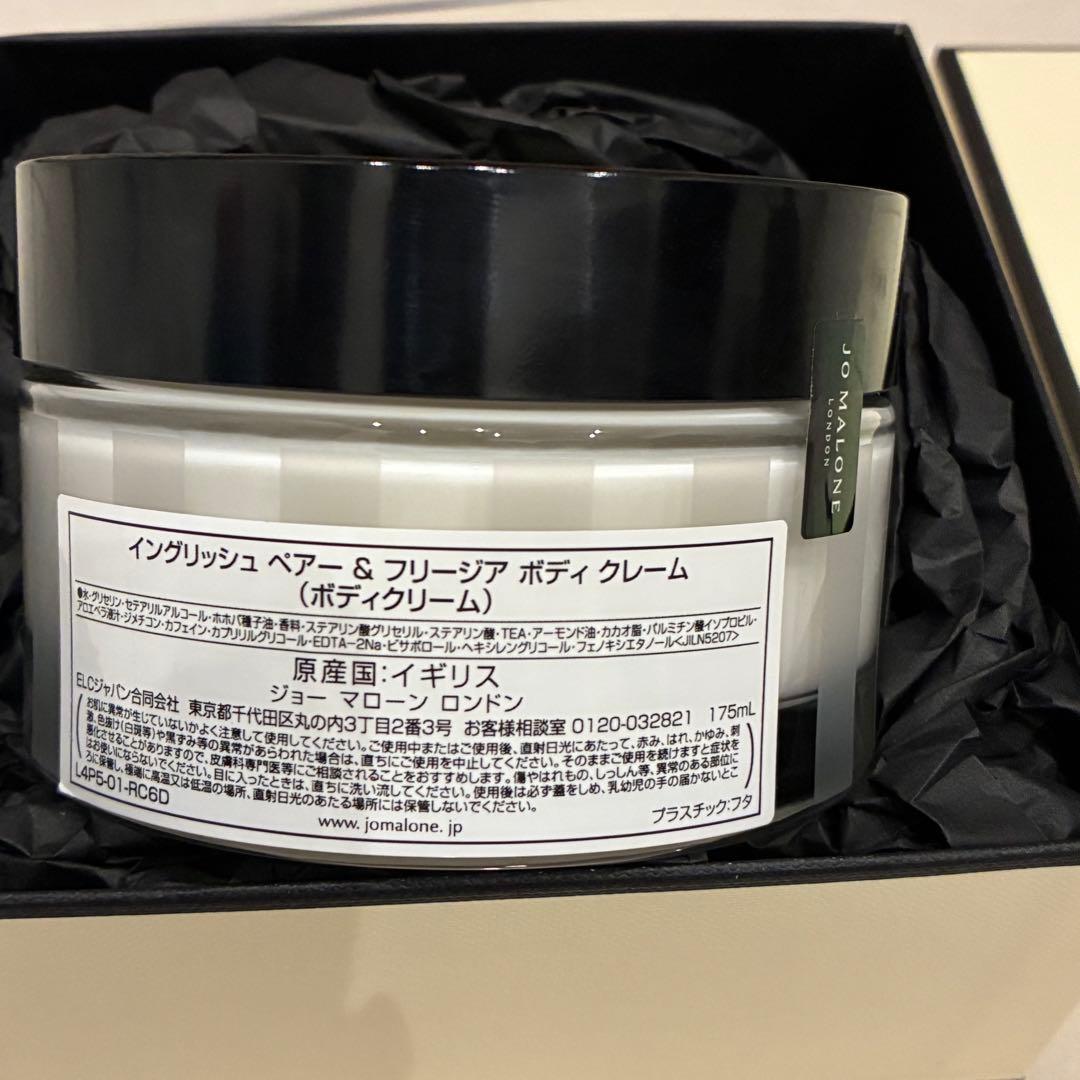 JO MALONE
LONDON
イングリッシュ ペアー & フリージア ボディ クレーム
(ボディクリーム)
●水・グリセリン・セテアリルアルコール・ホホバ種子油・香料・ステアリン酸グリセリル・ステアリン酸・TEA・アーモンド油・カカオ脂・パルミチン酸イソプロピル・
アロエベラ液汁・ジメチコン・カフェイン・カプリリルグリコール・EDTA-2Na・ビサボロール・ヘキシレングリコール・フェノキシエタノール<JILN5207>
原産国:イギリス
ジョー マローン ロンドン
ELCジャパン合同会社 東京都千代田区丸の内3丁目2番3号 お客様相談室 0120-032821 175mL
(お肌に異常が生じていないかよく注意して使用してください。ご使用中またはご使用後、直射日光にあたって、赤み、はれ、かゆみ、刺
激、色抜け(白斑等)や黒ずみ等の異常があらわれた場合は、直ちにご使用を中止してください。そのままご使用を続けますと症状を
悪化させることがありますので、皮膚科専門医等にご相談されることをおすすめします。傷やはれもの、しっしん等、異常のある部位に
はお使いにならないでください。目に入ったときは、直ちに洗い流してください。使用後は必ず蓋をしめ、乳幼児の手の届かないとこ
ろに保管し、極端に高温又は低温の場所、直射日光のあたる場所には保管しないでください。)
L4P5-01-RC6D
www. jomalone. jp
プラスチック:フタ